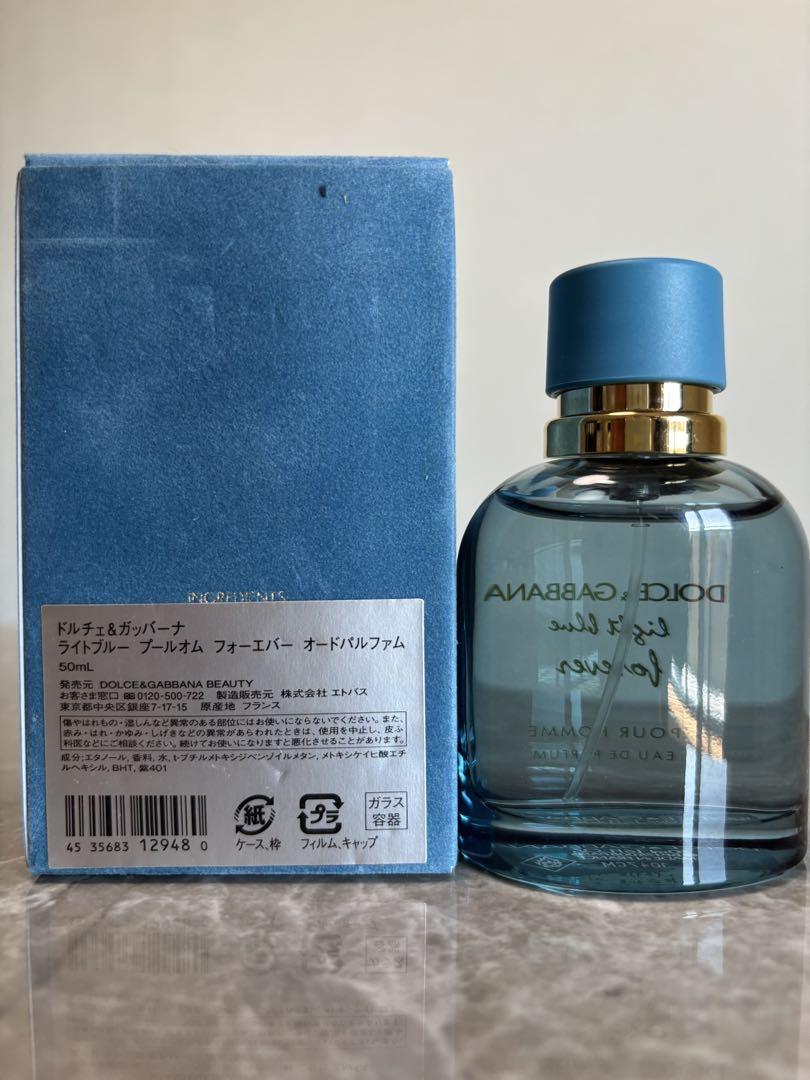 INGREDIENTS
ドルチェ&ガッバーナ
ライトブルー プールオム フォーエバー オードパルファム
50mL
発売元 DOLCE&GABBANA BEAUTY
お客さま窓口 0120-500-722 製造販売元 株式会社 エトバス
東京都中央区銀座7-17-15 原産地 フランス
傷やはれもの・湿しんなど異常のある部位にはお使いにならないでください。また、
赤み・はれ・かゆみ・しげきなどの異常があらわれたときは、使用を中止し、皮ふ
科医などにご相談ください。続けてお使いになりますと悪化させることがあります。
成分;エタノール, 香料, 水, t-ブチルメトキシジベンゾイルメタン, メトキシケイヒ酸エチ
ルヘキシル, BHT, 紫401
4 535683 129480
紙
ケース、枠
プラ
フィルム、キャップ
ガラス
容器
DOLCE&GABBANA
light blue
forever
POUR HOMME
EAU DE PARFUM